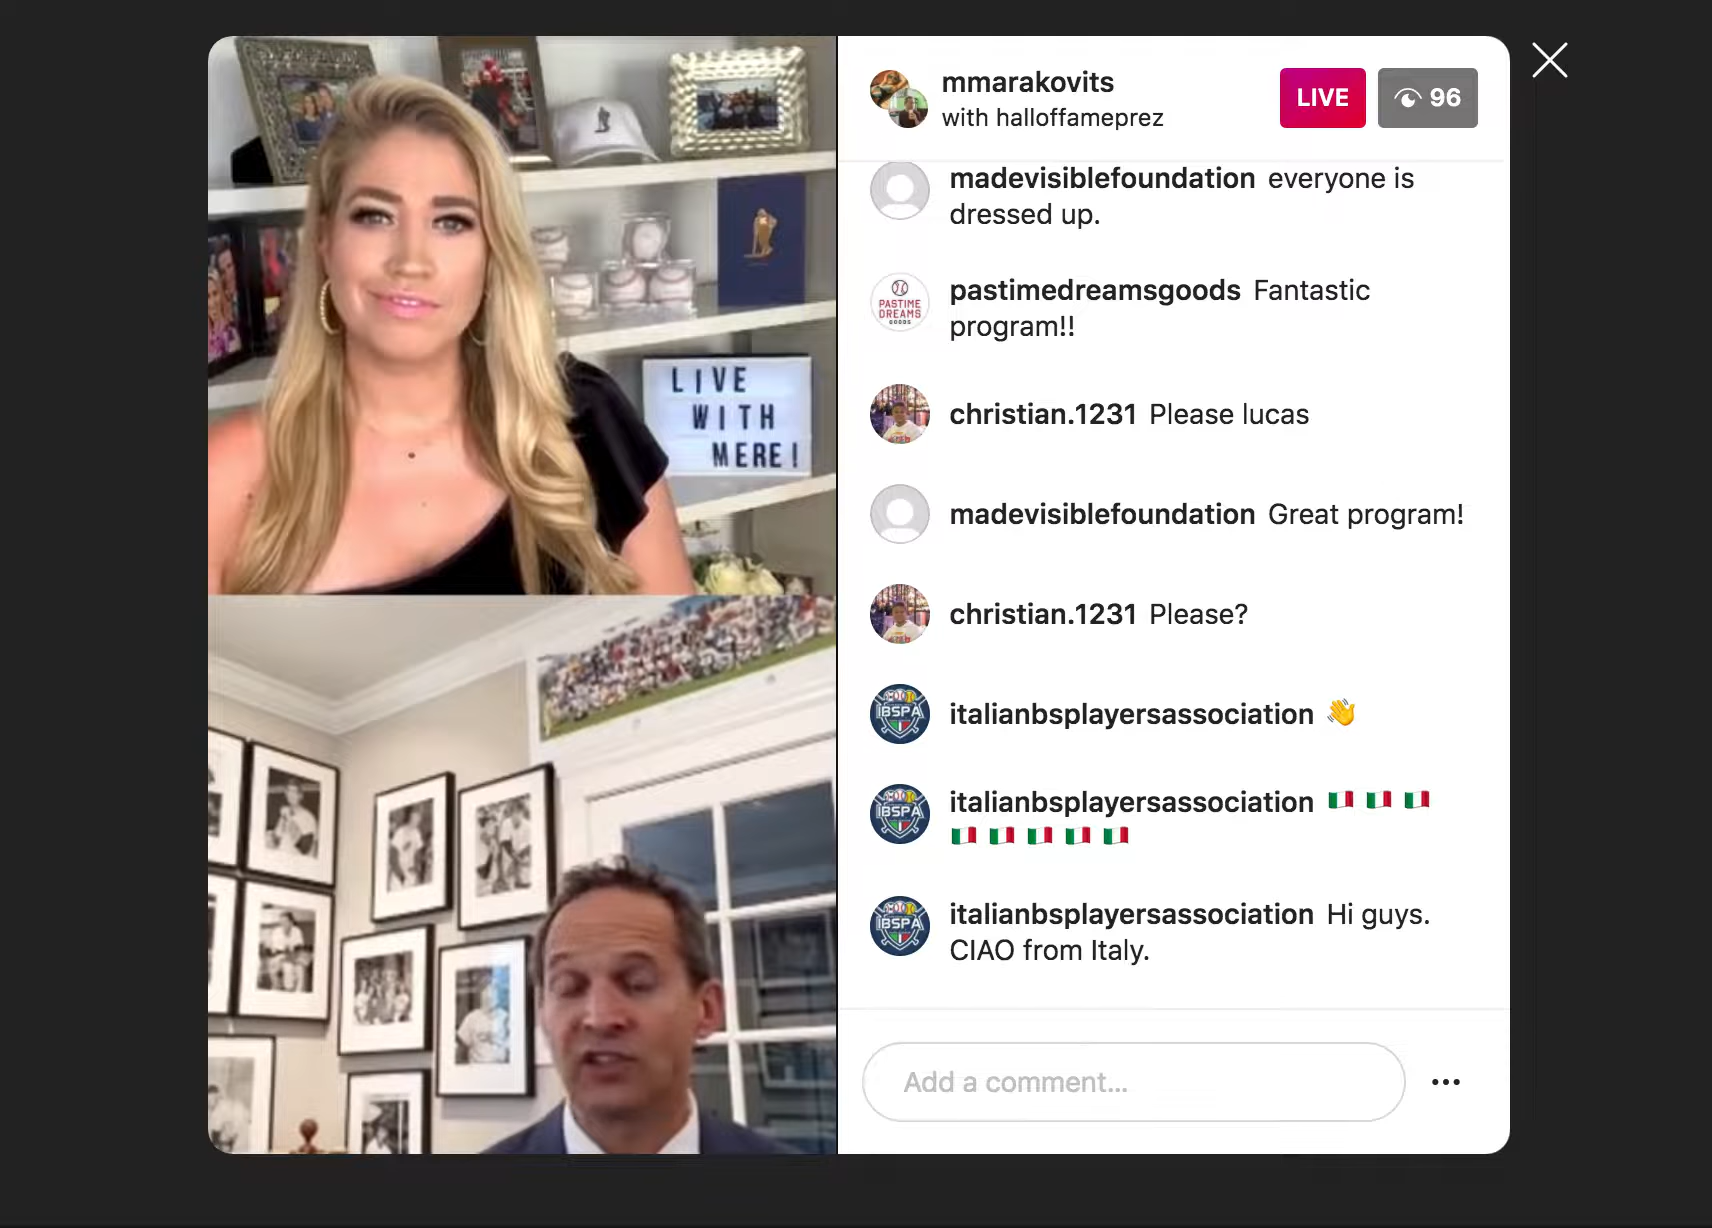 LIVE
WITH
MERE!
mmarakovits
with halloffameprez
LIVE
96
madevisiblefoundation everyone is
dressed up.
PASTIME
DREAMS
GOODS
pastimedreamsgoods Fantastic
program!!
christian.1231 Please lucas
madevisiblefoundation Great program!
christian.1231 Please?
IBSPA
italianbsplayersassociation 👋
IBSPA
italianbsplayersassociation 🇮🇹 🇮🇹 🇮🇹
🇮🇹 🇮🇹 🇮🇹 🇮🇹 🇮🇹
IBSPA
italianbsplayersassociation Hi guys.
CIAO from Italy.
Add a comment...